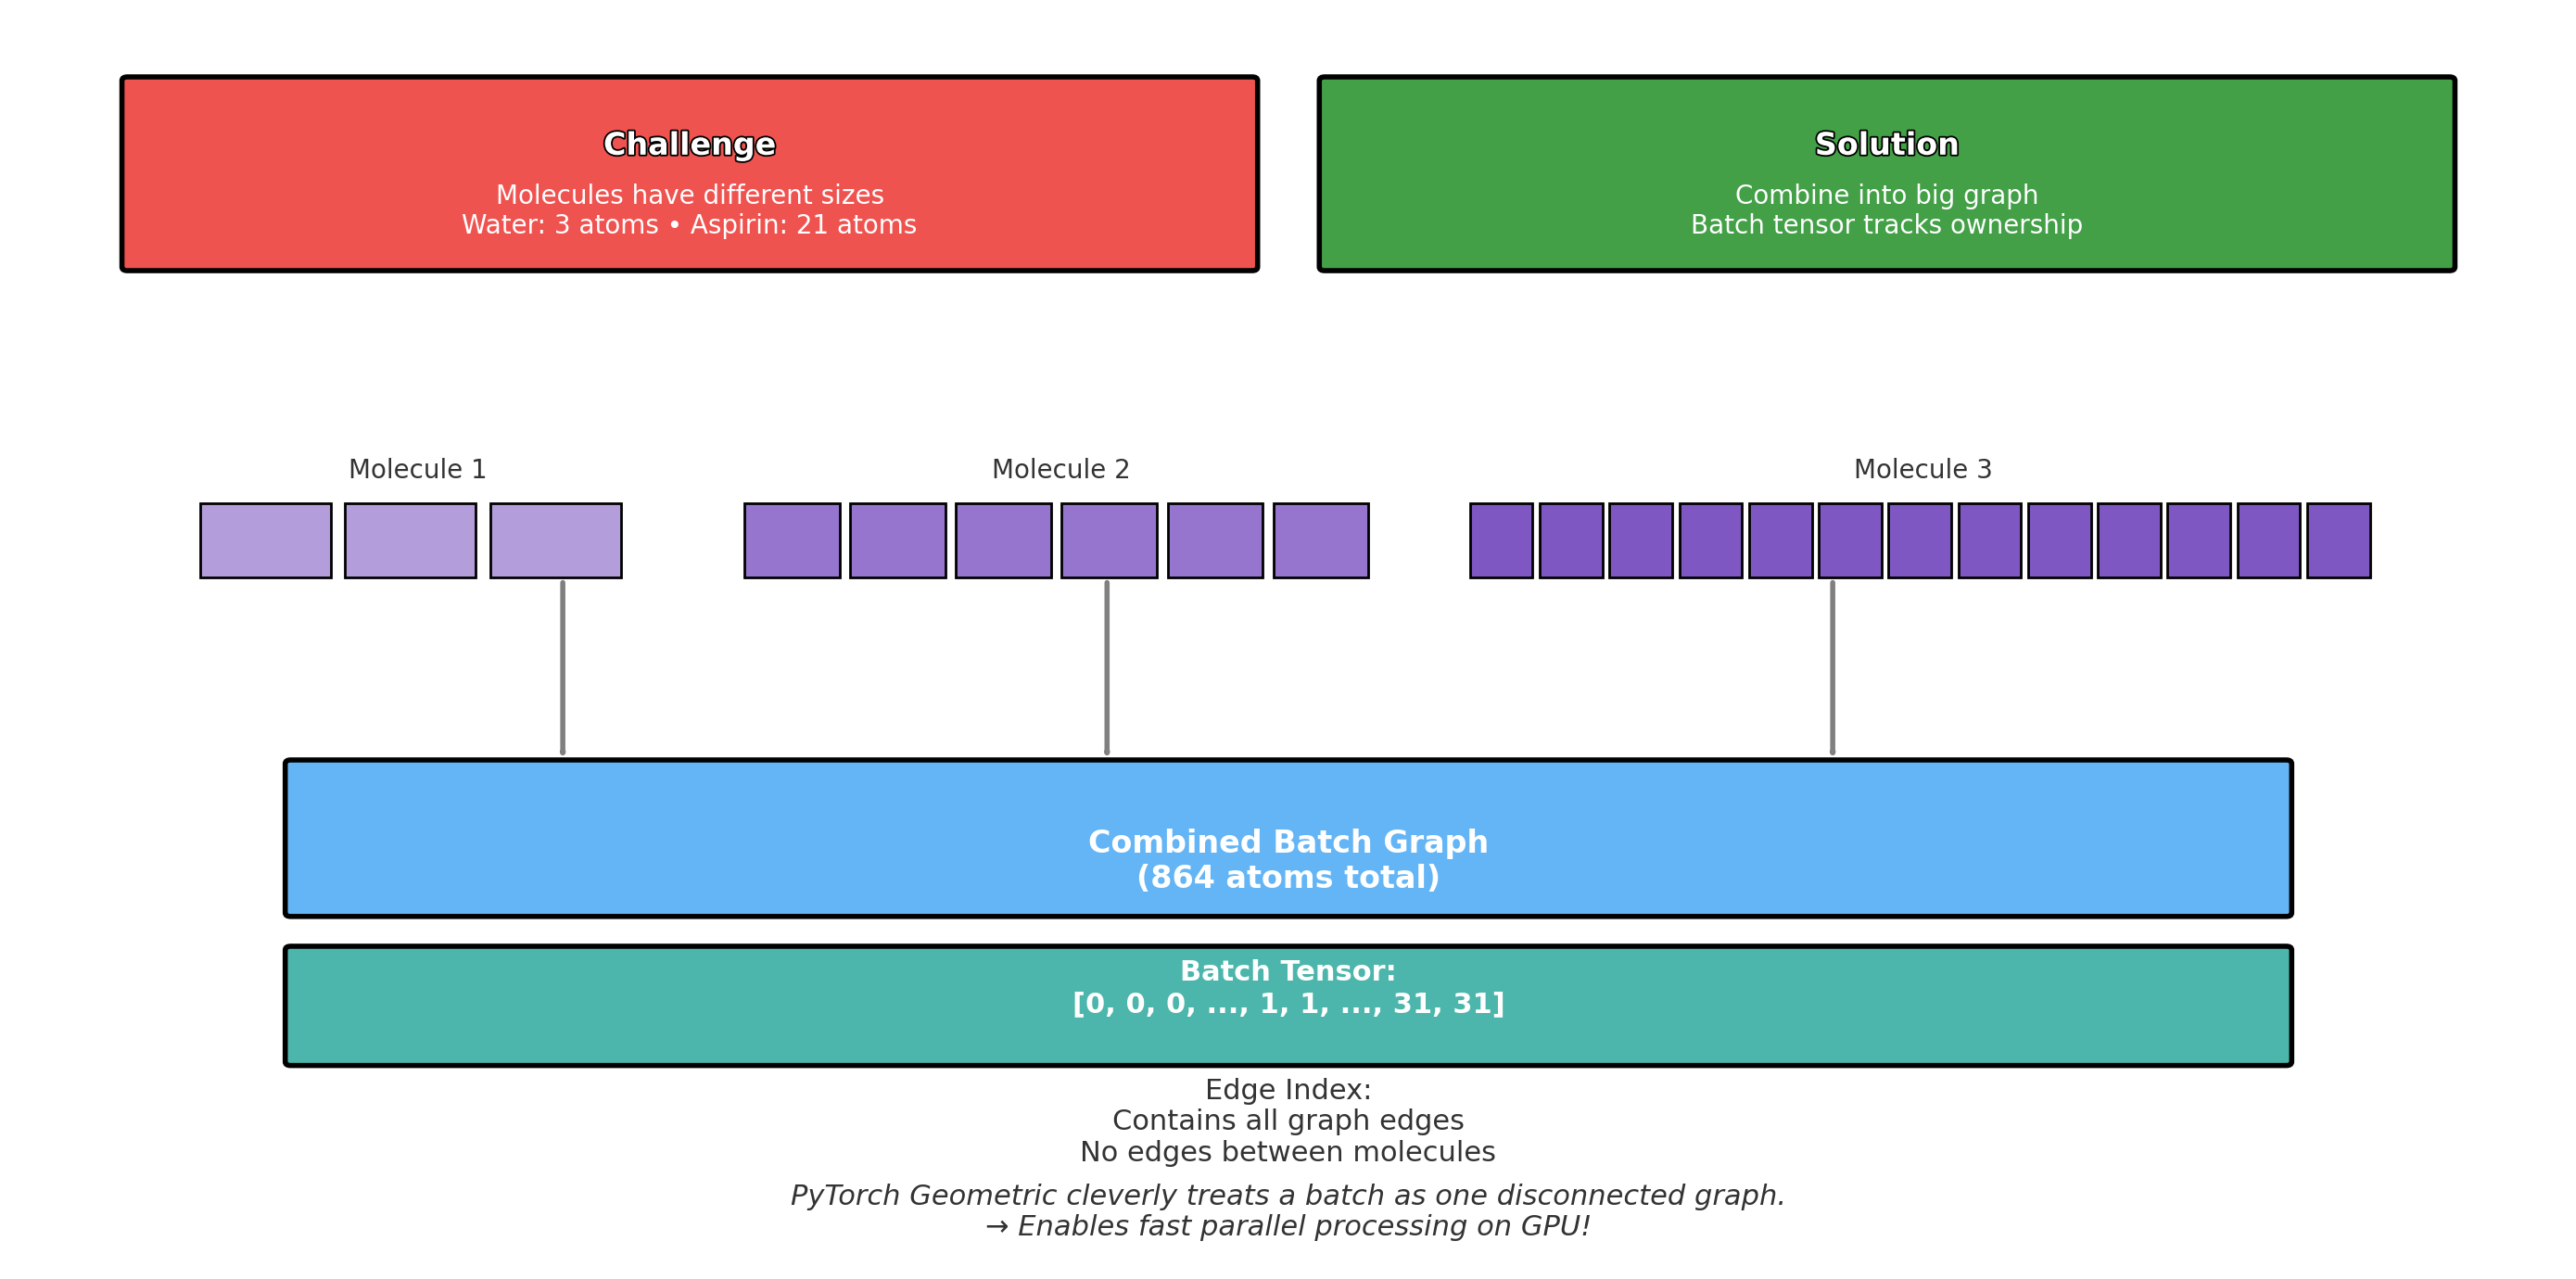 Challenge
Molecules have different sizes
Water: 3 atoms • Aspirin: 21 atoms
Solution
Combine into big graph
Batch tensor tracks ownership
Molecule 1
Molecule 2
Molecule 3
Combined Batch Graph
(864 atoms total)
Batch Tensor:
[0, 0, 0, ..., 1, 1, ..., 31, 31]
Edge Index:
Contains all graph edges
No edges between molecules
PyTorch Geometric cleverly treats a batch as one disconnected graph.
→ Enables fast parallel processing on GPU!